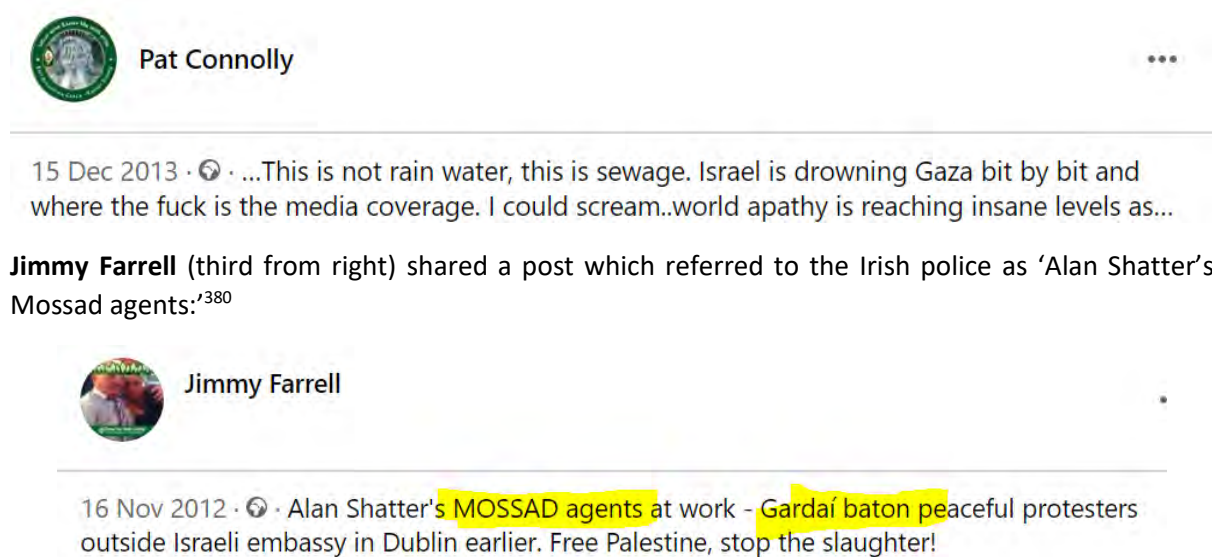 Pat Connolly
15 Dec 2013 · · ...This is not rain water, this is sewage. Israel is drowning Gaza bit by bit and
where the fuck is the media coverage. I could scream..world apathy is reaching insane levels as...
Jimmy Farrell (third from right) shared a post which referred to the Irish police as ‘Alan Shatter’s
Mossad agents:’380
Jimmy Farrell
16 Nov 2012 · · Alan Shatter's MOSSAD agents at work - Gardaí baton peaceful protesters
outside Israeli embassy in Dublin earlier. Free Palestine, stop the slaughter!